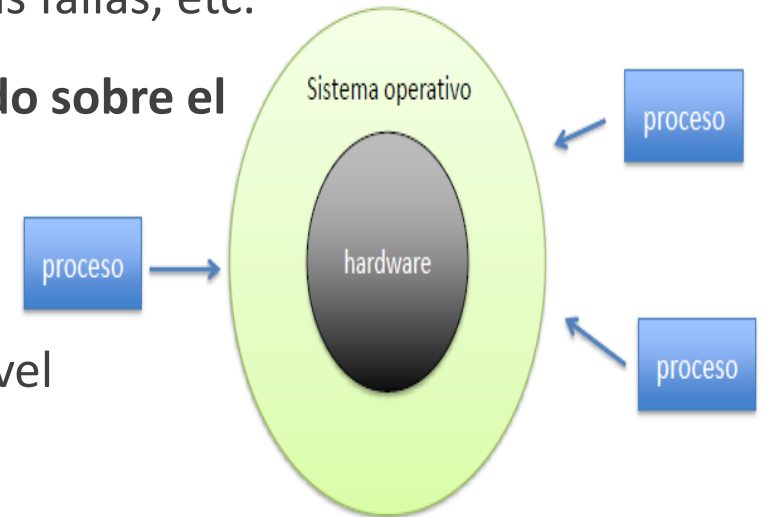 fallas, etc.
do sobre el
Sistema operativo
proceso
hardware
proceso
vel
proceso